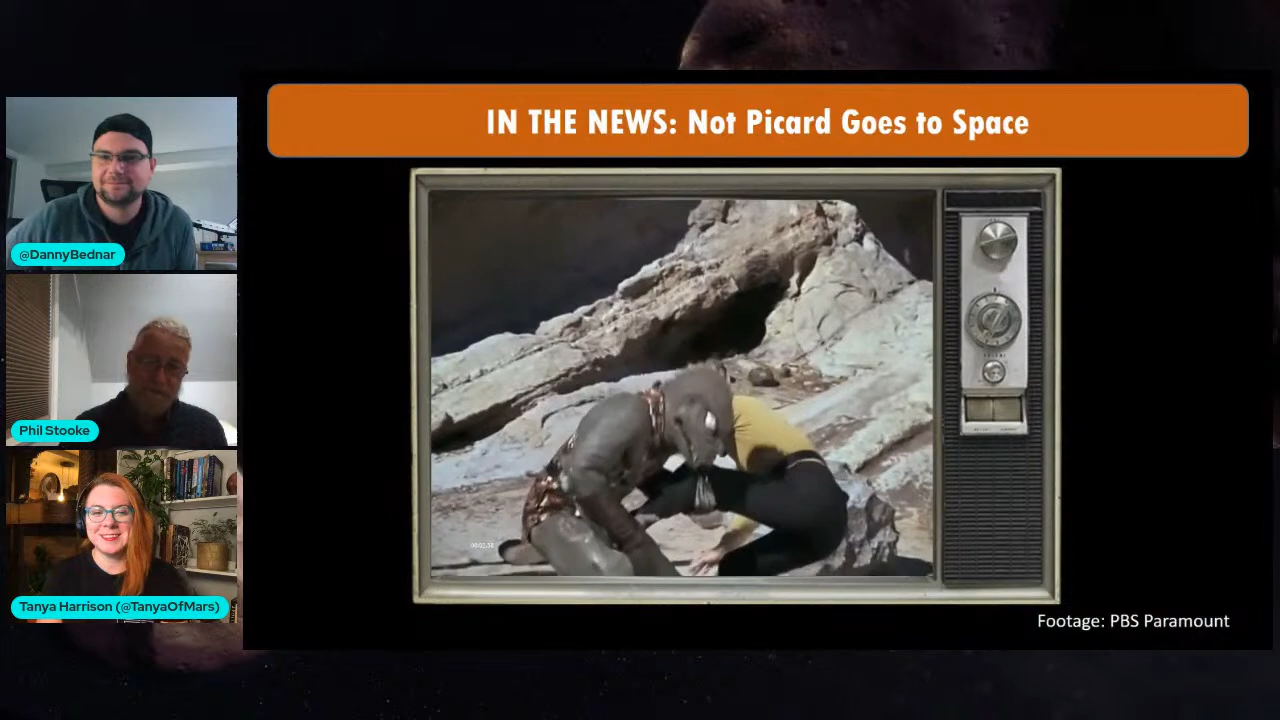 IN THE NEWS: Not Picard Goes to Space
@DannyBednar
Phil Stooke
Tanya Harrison (@TanyaOfMars)
Footage: PBS Paramount